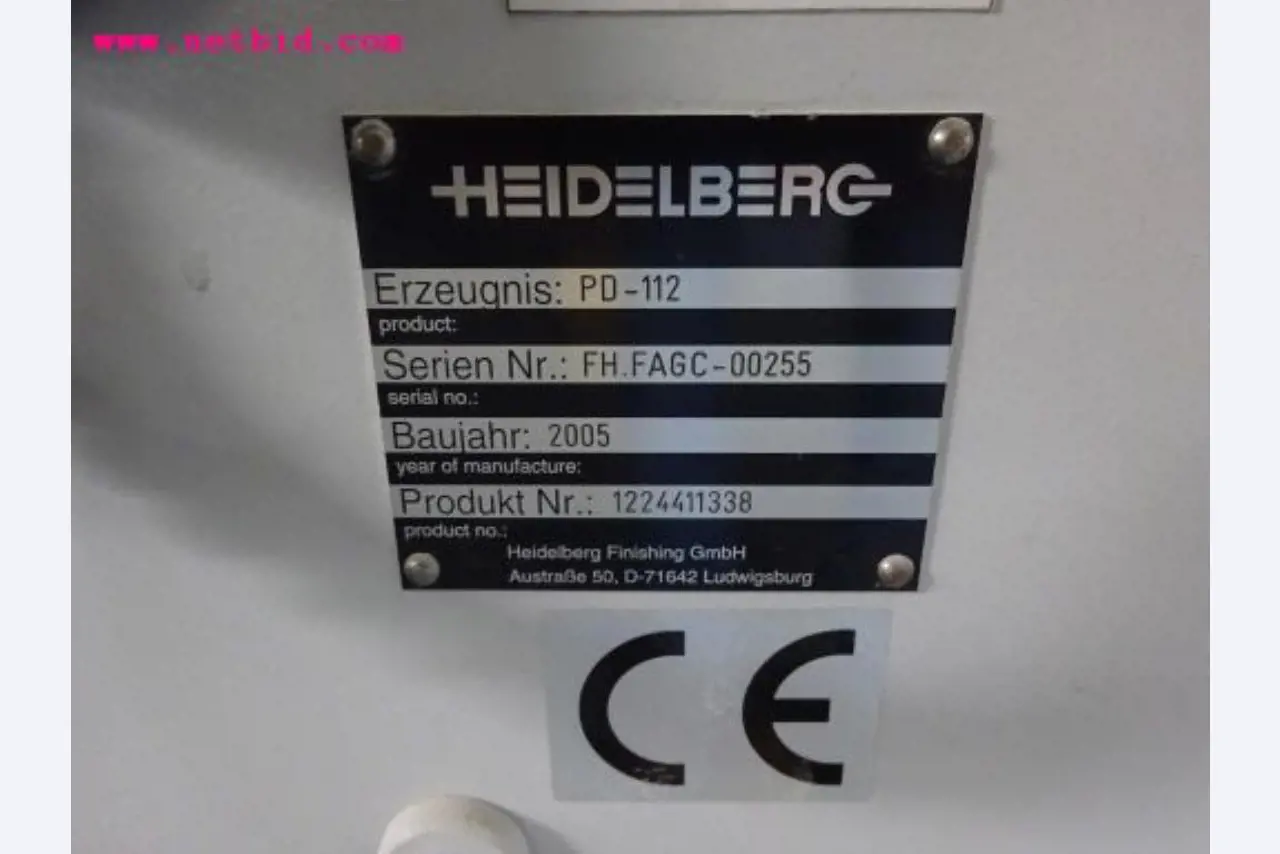 www.netbid.com
HEIDELBERG
Erzeugnis: PD-112
product:
Serien Nr.: FH.FAGC-00255
serial no.:
Baujahr: 2005
year of manufacture:
Produkt Nr.: 1224411338
product no.:
Heidelberg Finishing GmbH
Austraße 50, D-71642 Ludwigsburg
CE